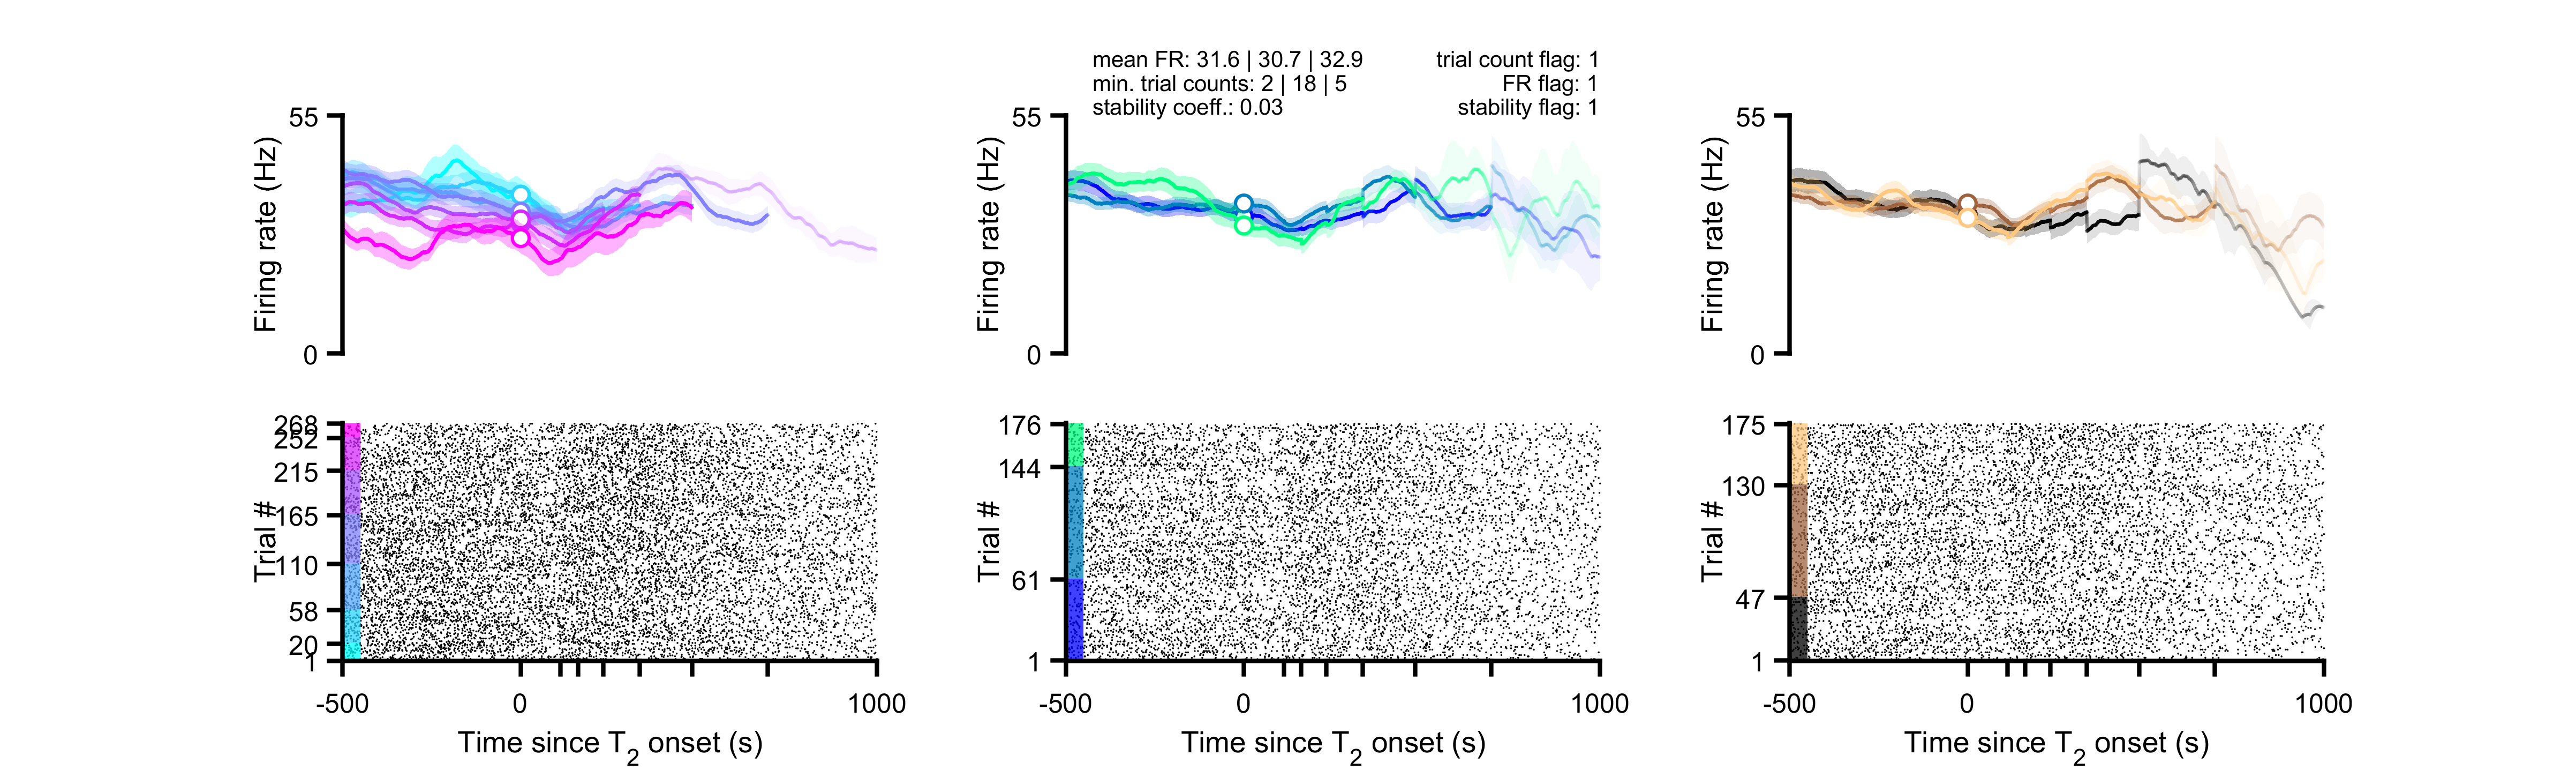 mean FR: 31.6 | 30.7 | 32.9
trial count flag: 1
min. trial counts: 2 | 18 | 5
FR flag: 1
stability coeff.: 0.03
stability flag: 1
55
Firing rate (Hz)
0
55
Firing rate (Hz)
0
55
Firing rate (Hz)
0
268
252
215
165
110
58
20
1
Trial #
-500
0
1000
Time since T2 onset (s)
176
144
61
1
Trial #
-500
0
1000
Time since T2 onset (s)
175
130
47
1
Trial #
-500
0
1000
Time since T2 onset (s)